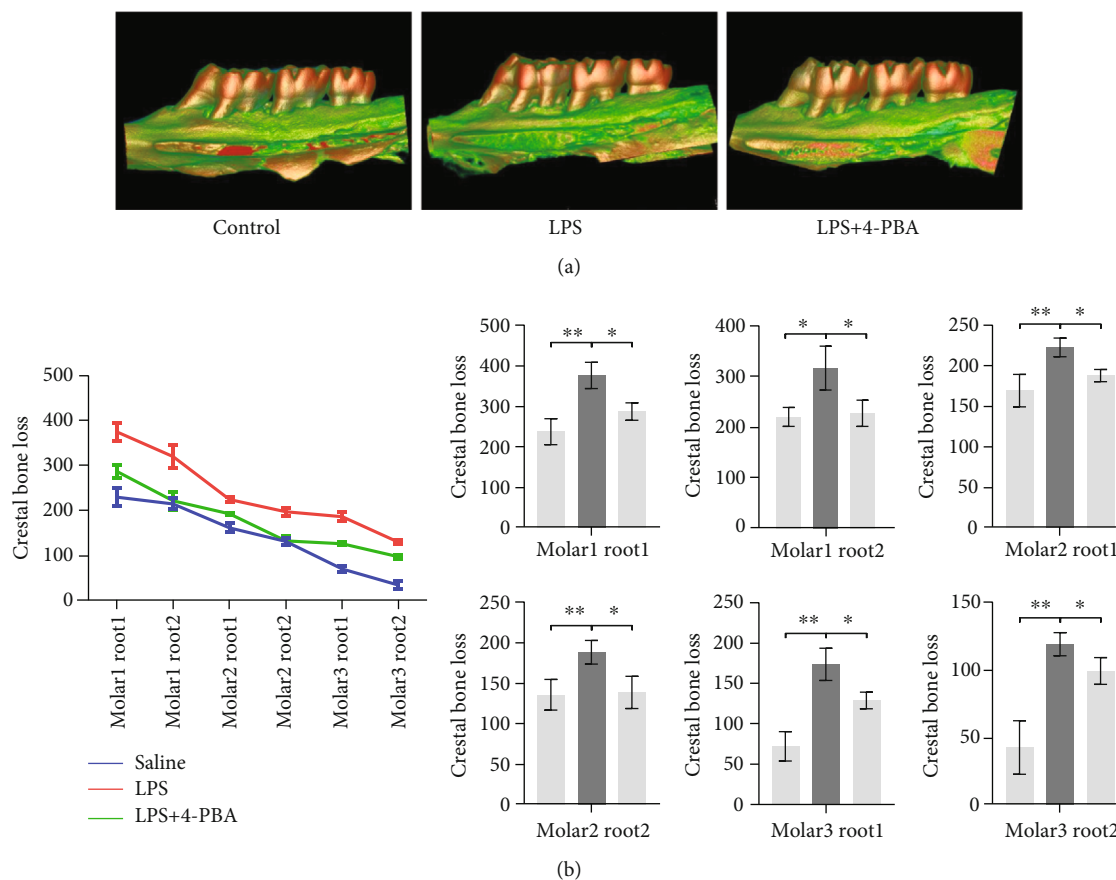 Control
LPS
LPS+4-PBA
(a)
Crestal bone loss
500
400
300
200
100
0
Molar1 root1
Molar1 root2
Molar2 root1
Molar2 root2
Molar3 root1
Molar3 root2
Saline
LPS
LPS+4-PBA
Crestal bone loss
500
400
300
200
100
0
** *
Molar1 root1
Crestal bone loss
400
300
200
100
0
* *
Molar1 root2
Crestal bone loss
250
200
150
100
50
0
** *
Molar2 root1
Crestal bone loss
250
200
150
100
50
0
** *
Molar2 root2
Crestal bone loss
250
200
150
100
50
0
** *
Molar3 root1
Crestal bone loss
150
100
50
0
** *
Molar3 root2
(b)